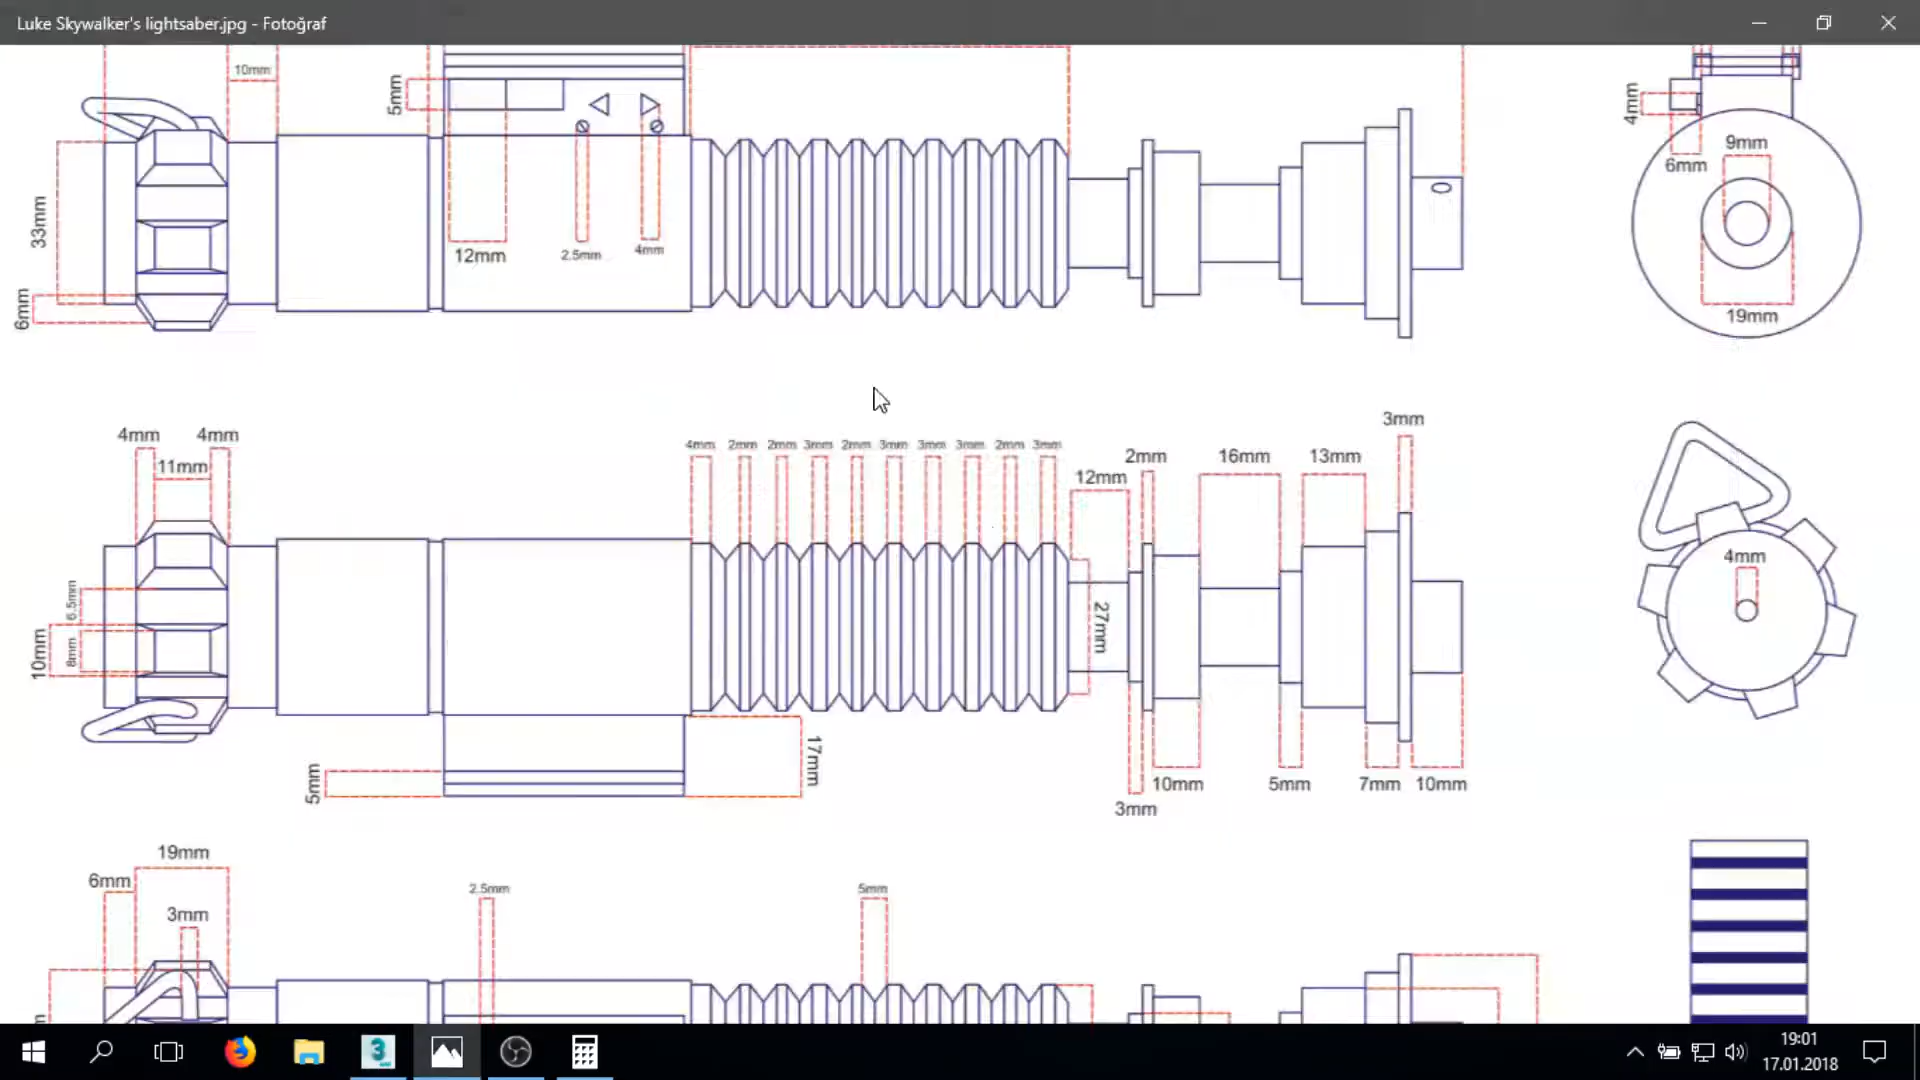 Luke Skywalker's lightsaber.jpg - Fotoğraf
10mm
5mm
4mm
9mm
6mm
33mm
12mm
2.5mm
4mm
6mm
19mm
3mm
4mm
4mm
11mm
4mm 2mm 2mm 3mm 2mm 3mm 3mm 3mm 2mm 3mm
2mm
16mm
13mm
12mm
4mm
6.5mm
10mm
8mm
27mm
17mm
5mm
10mm
5mm
7mm
10mm
3mm
19mm
6mm
3mm
2.5mm
5mm
19:01
17.01.2018